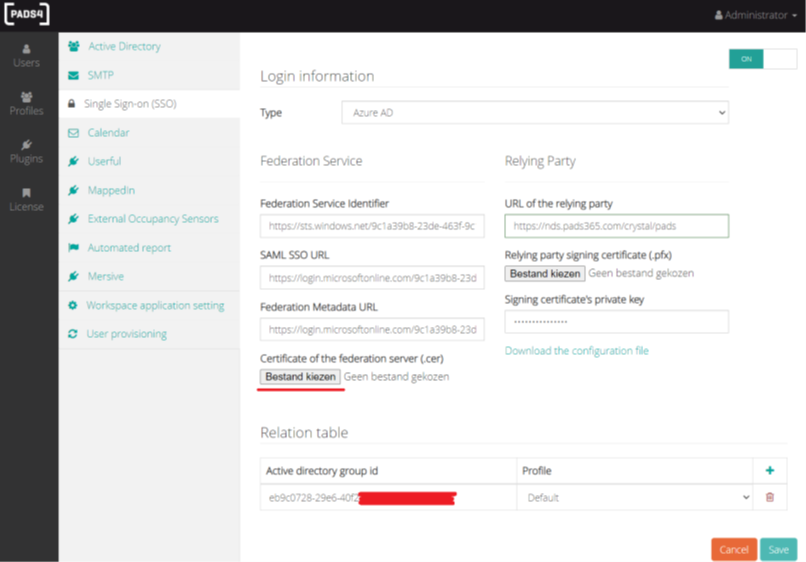 PADS4
Administrator
Users
Profiles
Plugins
License
Active Directory
SMTP
Single Sign-on (SSO)
Calendar
Userful
Mappedin
External Occupancy Sensors
Automated report
Mersive
Workspace application setting
User provisioning
ON
Login information
Type
Azure AD
Federation Service
Federation Service Identifier
https://sts.windows.net/9c1a39b8-23de-463f-9c
SAML SSO URL
https://login.microsoftonline.com/9c1a39b8-23d
Federation Metadata URL
https://login.microsoftonline.com/9c1a39b8-23d
Certificate of the federation server (.cer)
Bestand kiezen Geen bestand gekozen
Relying Party
URL of the relying party
https://nds.pads365.com/crystal/pads
Relying party signing certificate (.pfx)
Bestand kiezen Geen bestand gekozen
Signing certificate's private key
Download the configuration file
Relation table
Active directory group id Profile
eb9c0728-29e6-40f2 Default
Cancel Save